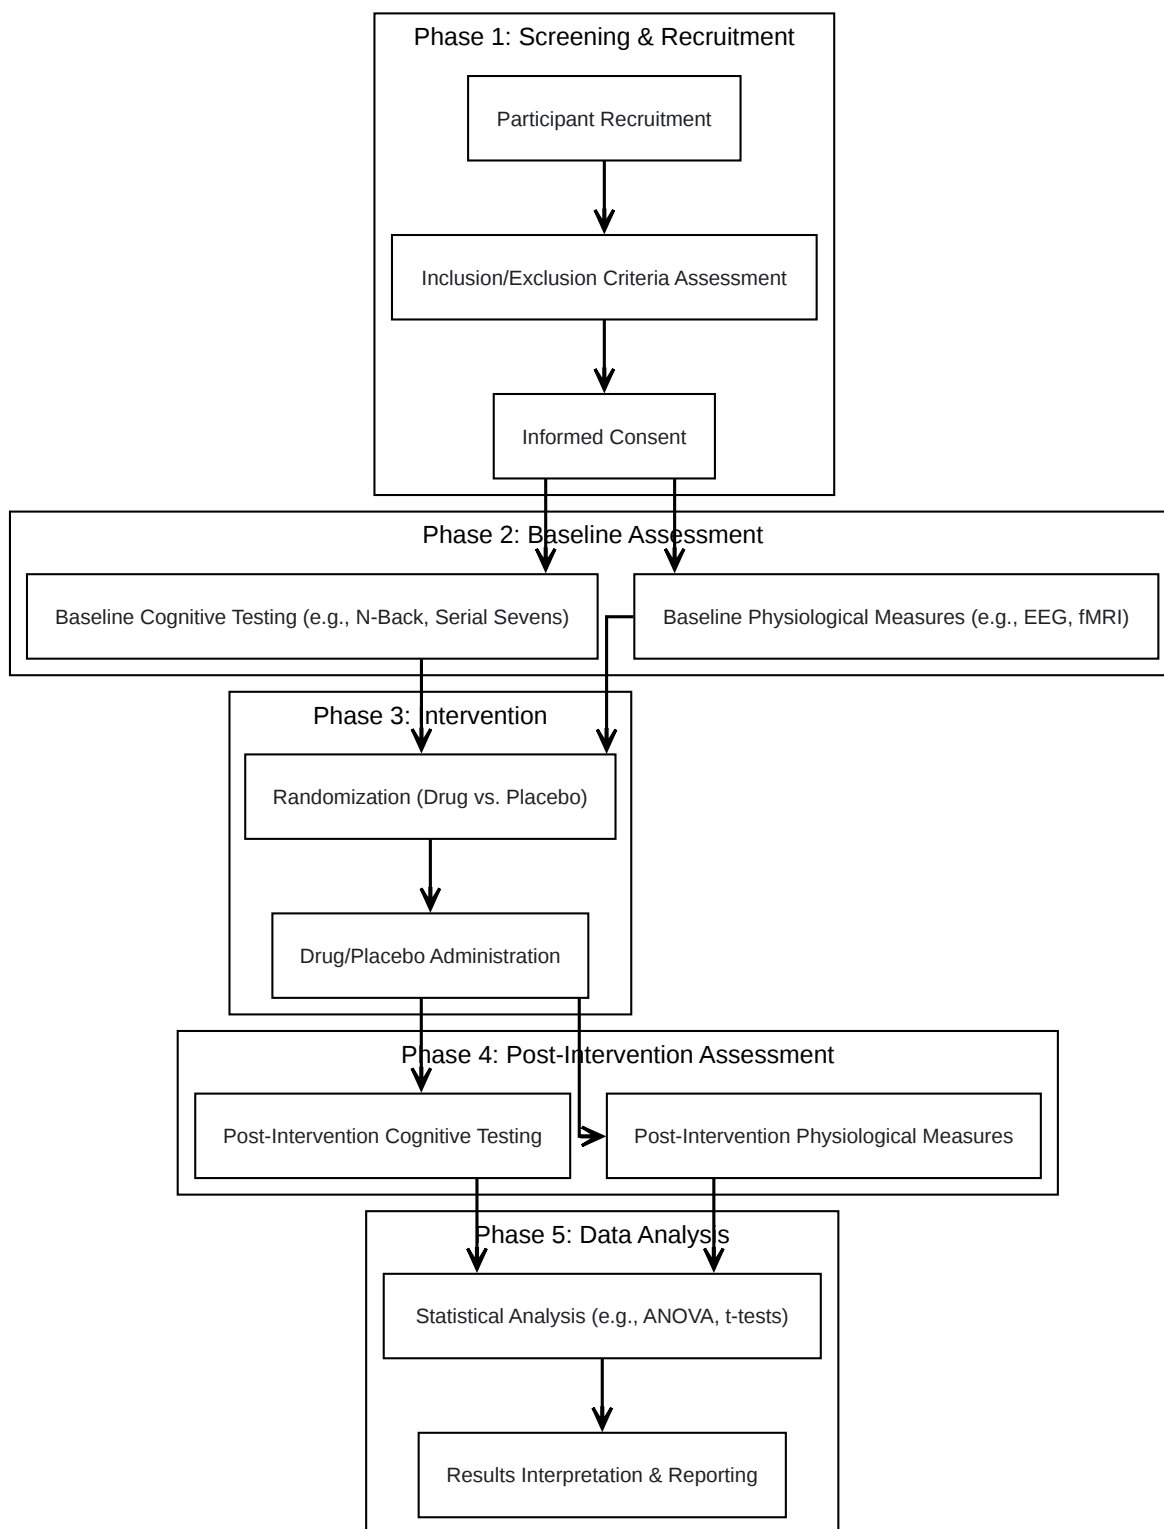 Phase 1: Screening & Recruitment
Participant Recruitment
Inclusion/Exclusion Criteria Assessment
Informed Consent
Phase 2: Baseline Assessment
Baseline Cognitive Testing (e.g., N-Back, Serial Sevens)
Baseline Physiological Measures (e.g., EEG, fMRI)
Phase 3: Intervention
Randomization (Drug vs. Placebo)
Drug/Placebo Administration
Phase 4: Post-Intervention Assessment
Post-Intervention Cognitive Testing
Post-Intervention Physiological Measures
Phase 5: Data Analysis
Statistical Analysis (e.g., ANOVA, t-tests)
Results Interpretation & Reporting